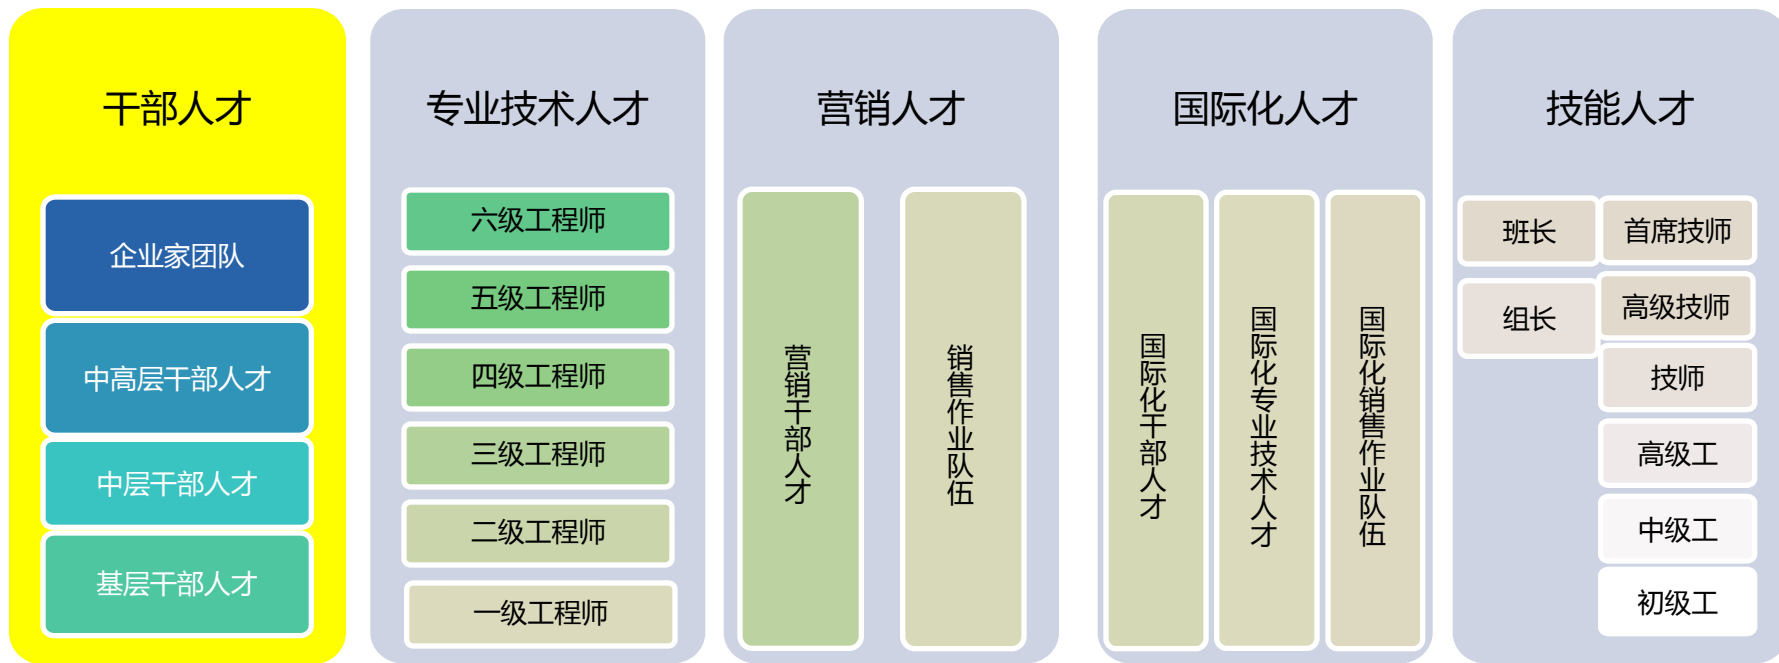 干部人才
企业家团队
中高层干部人才
中层干部人才
基层干部人才
专业技术人才
六级工程师
五级工程师
四级工程师
三级工程师
二级工程师
一级工程师
营销人才
营销干部人才
销售作业队伍
国际化人才
国际化干部人才
国际化专业技术人才
国际化销售作业队伍
技能人才
班长
组长
首席技师
高级技师
技师
高级工
中级工
初级工